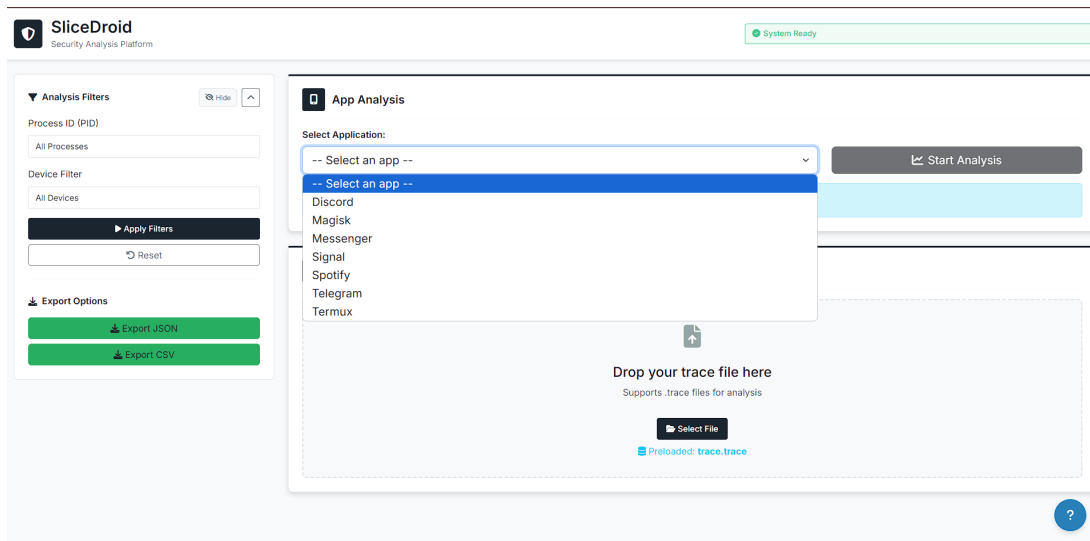 SliceDroid
Security Analysis Platform
System Ready
Analysis Filters
Hide
Process ID (PID)
All Processes
Device Filter
All Devices
Apply Filters
Reset
Export Options
Export JSON
Export CSV
App Analysis
Select Application:
-- Select an app --
Start Analysis
-- Select an app --
Discord
Magisk
Messenger
Signal
Spotify
Telegram
Termux
Drop your trace file here
Supports .trace files for analysis
Select File
Preloaded: trace.trace
?